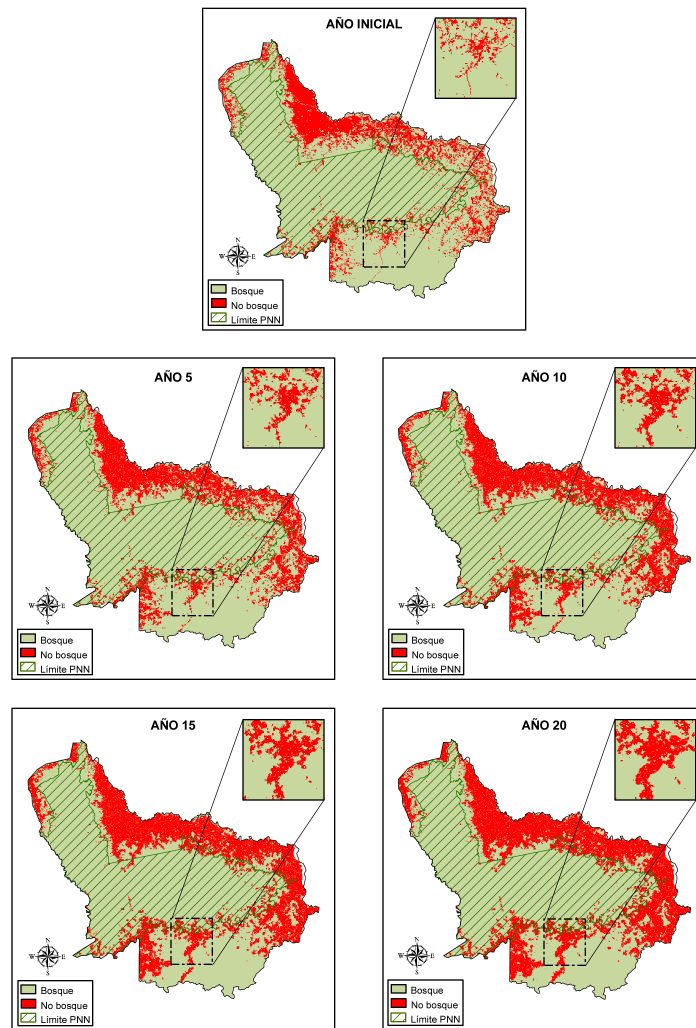 AÑO INICIAL
N
W E
S
Bosque
No bosque
Límite PNN
AÑO 5
N
W E
S
Bosque
No bosque
Límite PNN
AÑO 10
N
W E
S
Bosque
No bosque
Límite PNN
AÑO 15
N
W E
S
Bosque
No bosque
Límite PNN
AÑO 20
N
W E
S
Bosque
No bosque
Límite PNN